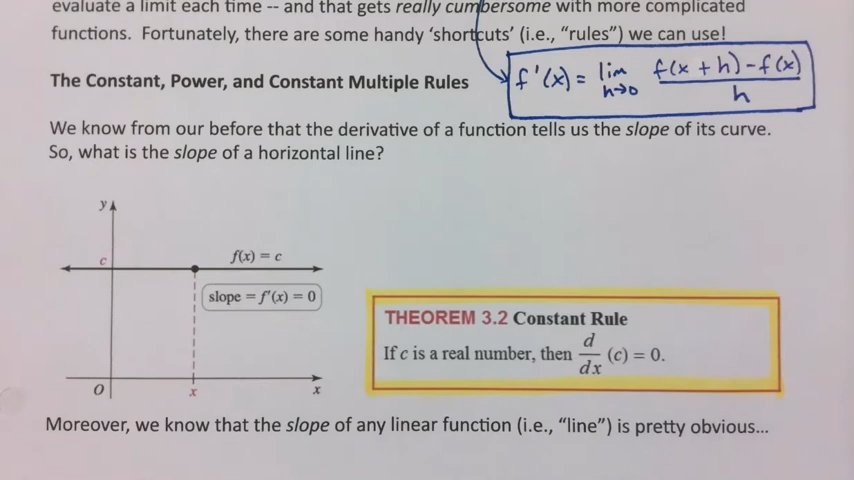 evaluate a limit each time -- and that gets really cumbersome with more complicated
functions. Fortunately, there are some handy 'shortcuts' (i.e., "rules") we can use!
f'(x) = lim h→0 f(x + h) - f(x) / h
The Constant, Power, and Constant Multiple Rules
We know from our before that the derivative of a function tells us the slope of its curve.
So, what is the slope of a horizontal line?
y
c
f(x) = c
slope = f'(x) = 0
O
x
x
THEOREM 3.2 Constant Rule
If c is a real number, then d/dx (c) = 0.
Moreover, we know that the slope of any linear function (i.e., "line") is pretty obvious...